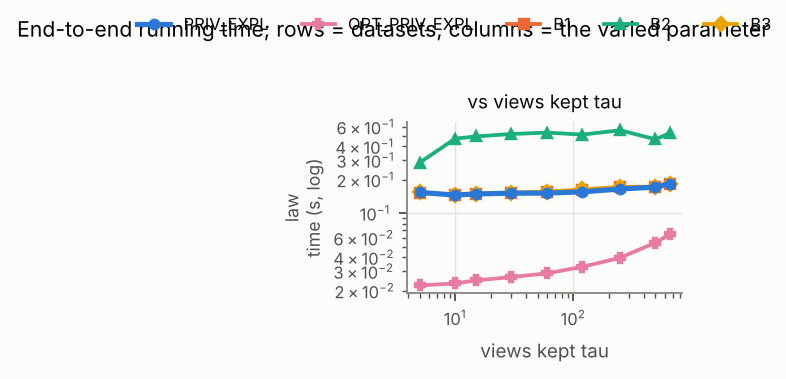 PRIV_EXPL OPT_PRIV_EXPL B1 B2 B3
End-to-end running time; rows = datasets, columns = the varied parameter
vs views kept tau
6 × 10⁻¹
4 × 10⁻¹
3 × 10⁻¹
2 × 10⁻¹
10⁻¹
6 × 10⁻²
4 × 10⁻²
3 × 10⁻²
2 × 10⁻²
law
time (s, log)
10¹ 10²
views kept tau